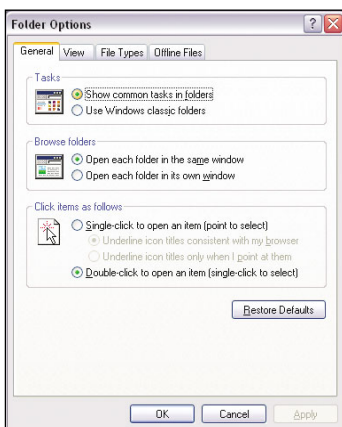 Folder Options
General View File Types Offline Files
Tasks
Show common tasks in folders
Use Windows classic folders
Browse folders
Open each folder in the same window
Open each folder in its own window
Click items as follows
Single-click to open an item (point to select)
Underline icon titles consistent with my browser
Underline icon titles only when I point at them
Double-click to open an item (single-click to select)
Restore Defaults
OK Cancel Apply